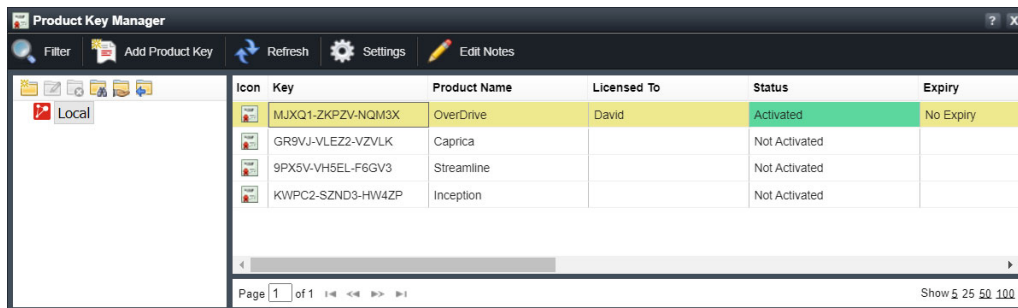 Product Key Manager ? X
Filter Add Product Key Refresh Settings Edit Notes
Local
Icon Key Product Name Licensed To Status Expiry
MJXQ1-ZKPZV-NQM3X OverDrive David Activated No Expiry
GR9VJ-VLEZ2-VZVLK Caprica Not Activated
9PX5V-VH5EL-F6GV3 Streamline Not Activated
KWPC2-SZND3-HW4ZP Inception Not Activated
Page 1 of 1 Show 5 25 50 100